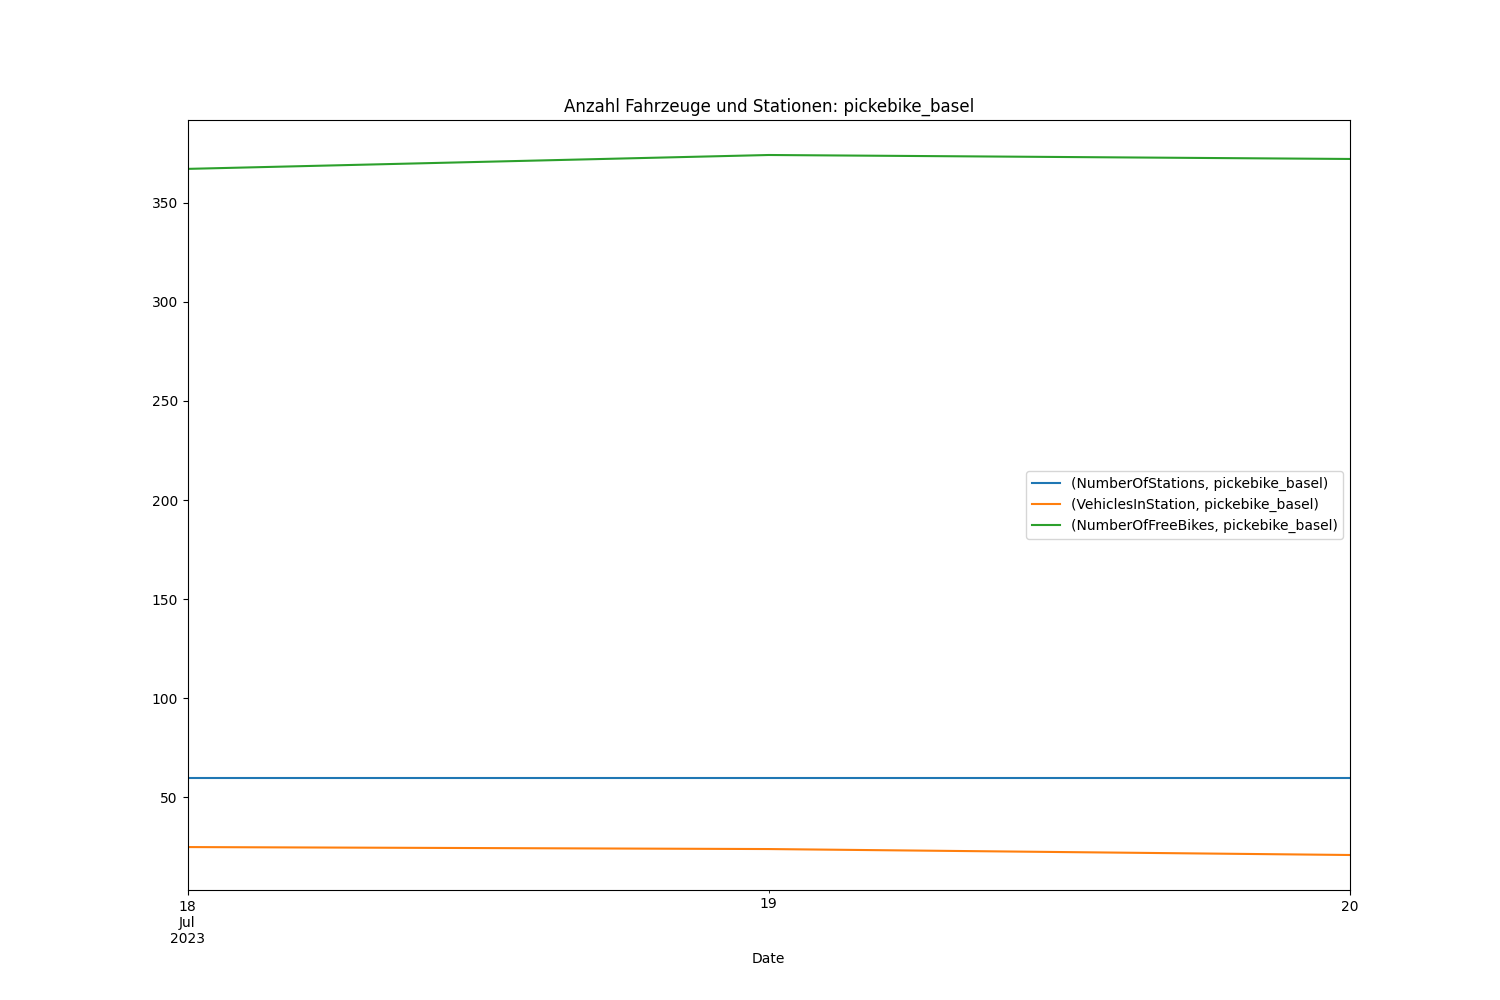 Anzahl Fahrzeuge und Stationen: pickebike_basel
350
300
250
200
150
100
50
(NumberOfStations, pickebike_basel)
(VehiclesInStation, pickebike_basel)
(NumberOfFreeBikes, pickebike_basel)
18
Jul
2023
19
20
Date